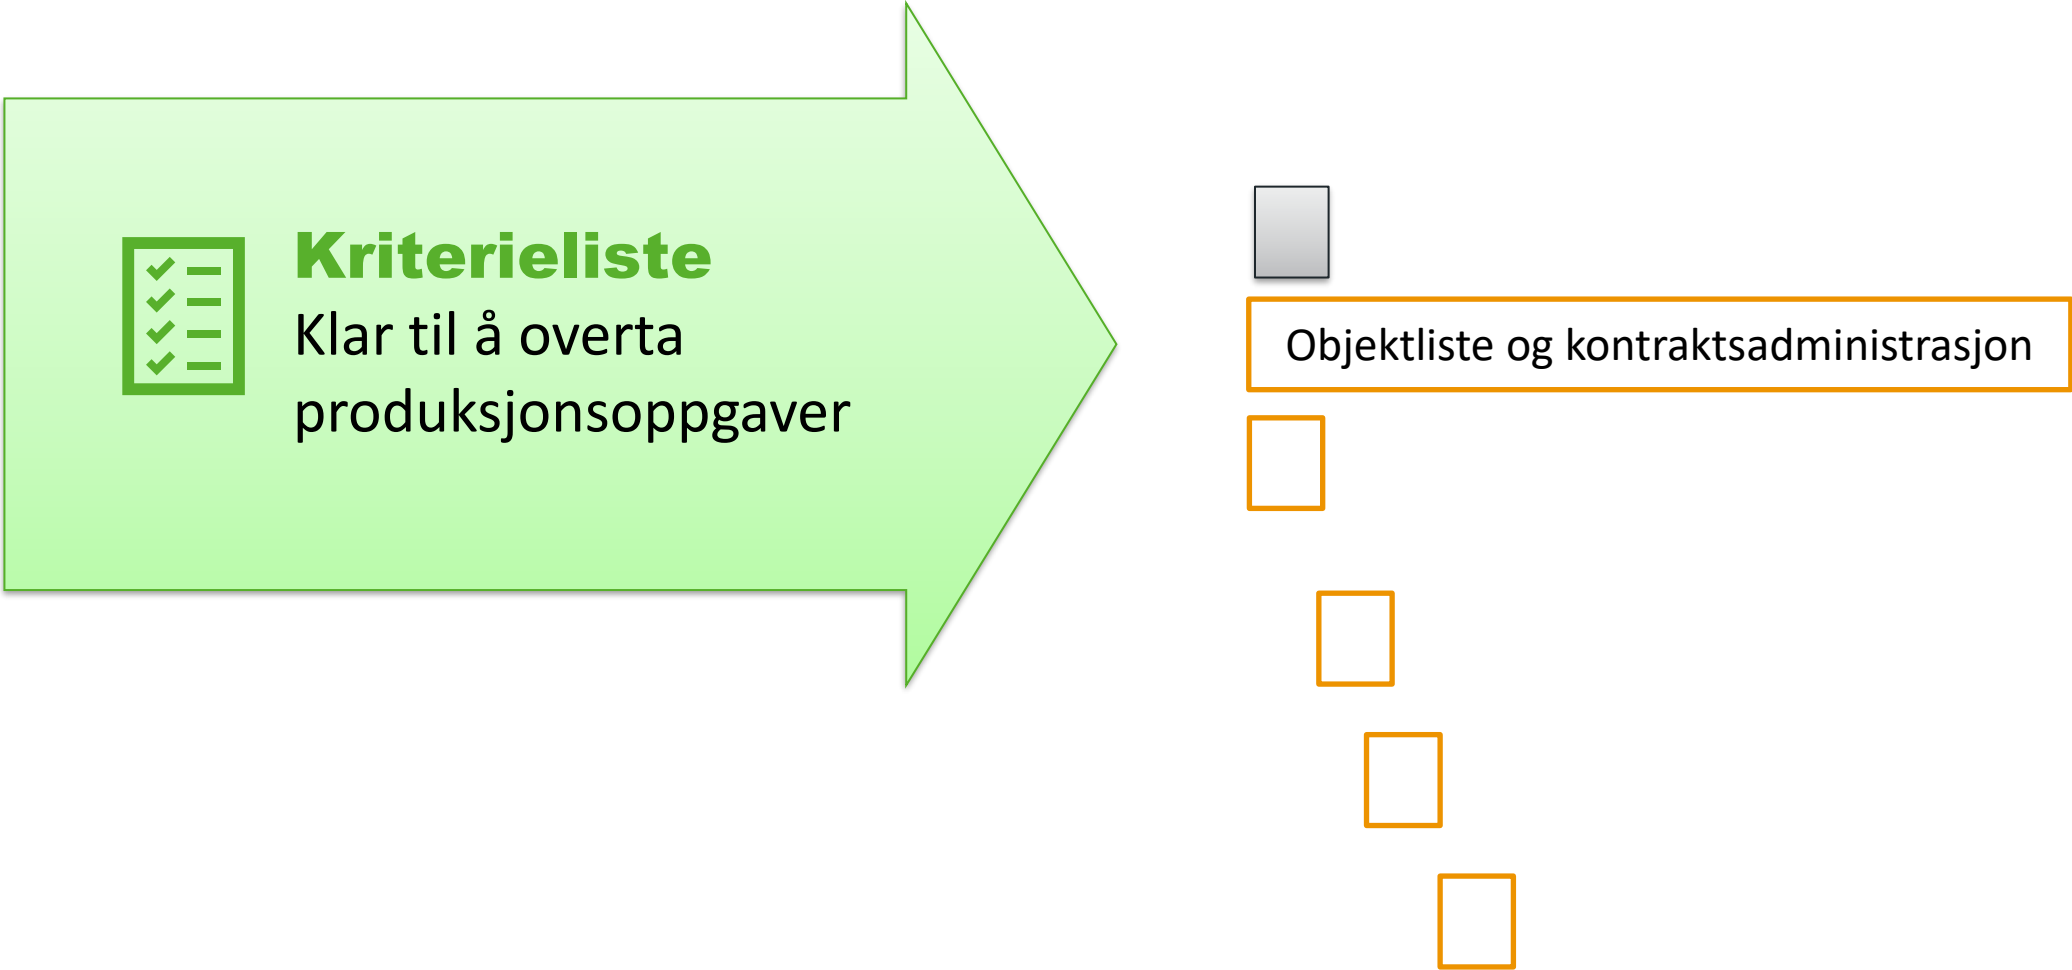 Kriterieliste
Klar til å overta
produksjonsoppgaver
Objektliste og kontraktsadministrasjon